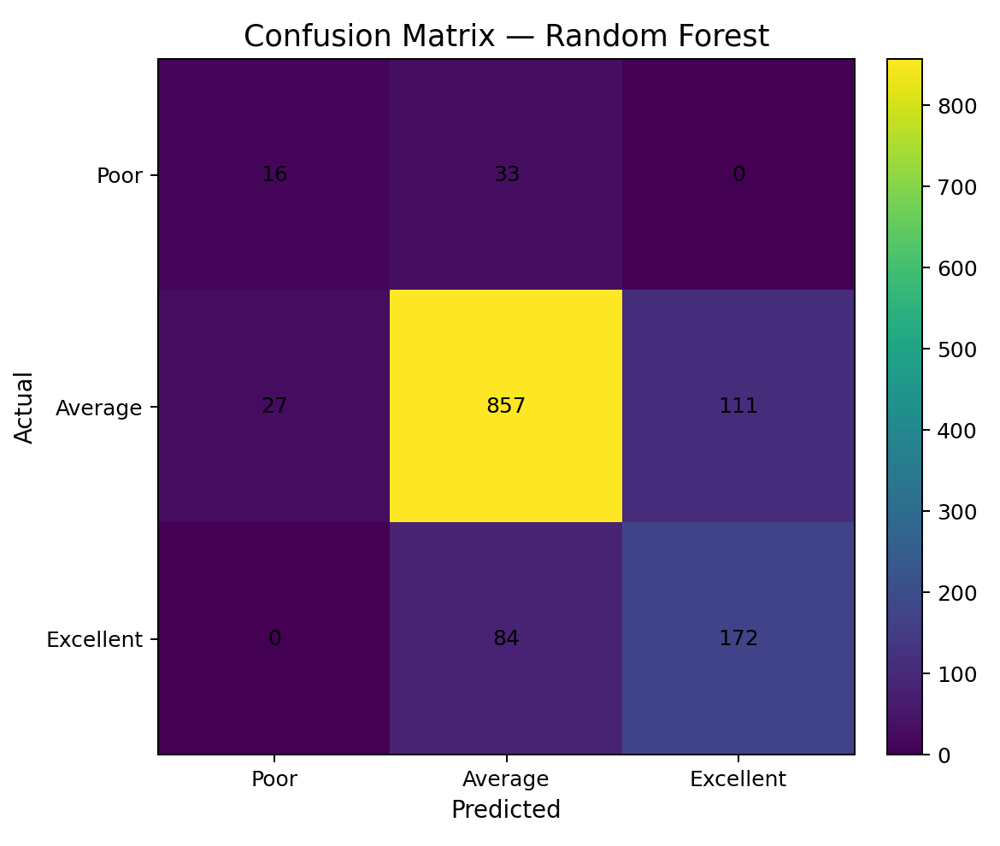 Confusion Matrix — Random Forest
Poor 16 33 0
Average 27 857 111
Excellent 0 84 172
Poor Average Excellent
Predicted
Actual
800
700
600
500
400
300
200
100
0